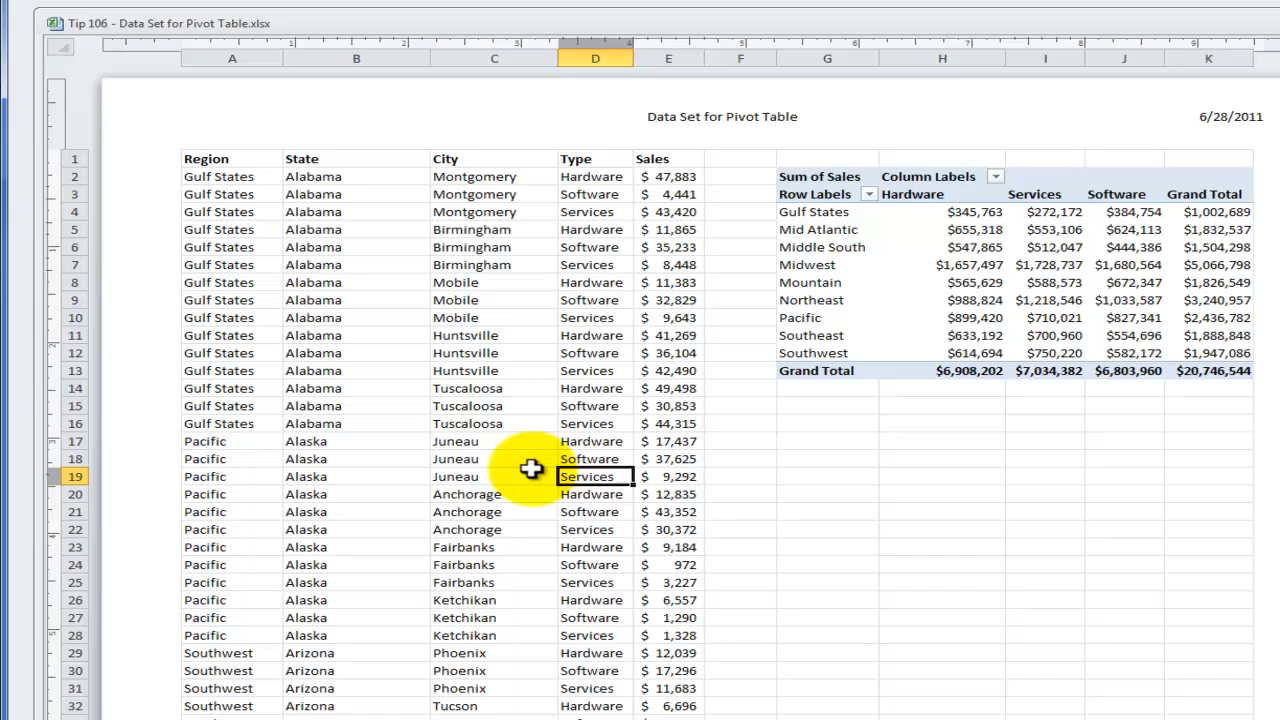 Tip 106 - Data Set for Pivot Table.xlsx
1 2 3 4 5 6 7 8 9
A B C D E F G H I J K
Data Set for Pivot Table 6/28/2011
1 Region State City Type Sales
2 Gulf States Alabama Montgomery Hardware $ 47,883 Sum of Sales Column Labels
3 Gulf States Alabama Montgomery Software $ 4,441 Row Labels Hardware Services Software Grand Total
4 Gulf States Alabama Montgomery Services $ 43,420 Gulf States $345,763 $272,172 $384,754 $1,002,689
5 Gulf States Alabama Birmingham Hardware $ 11,865 Mid Atlantic $655,318 $553,106 $624,113 $1,832,537
6 Gulf States Alabama Birmingham Software $ 35,233 Middle South $547,865 $512,047 $444,386 $1,504,298
7 Gulf States Alabama Birmingham Services $ 8,448 Midwest $1,657,497 $1,728,737 $1,680,564 $5,066,798
8 Gulf States Alabama Mobile Hardware $ 11,383 Mountain $565,629 $588,573 $672,347 $1,826,549
9 Gulf States Alabama Mobile Software $ 32,829 Northeast $988,824 $1,218,546 $1,033,587 $3,240,957
10 Gulf States Alabama Mobile Services $ 9,643 Pacific $899,420 $710,021 $827,341 $2,436,782
11 Gulf States Alabama Huntsville Hardware $ 41,269 Southeast $633,192 $700,960 $554,696 $1,888,848
12 Gulf States Alabama Huntsville Software $ 36,104 Southwest $614,694 $750,220 $582,172 $1,947,086
13 Gulf States Alabama Huntsville Services $ 42,490 Grand Total $6,908,202 $7,034,382 $6,803,960 $20,746,544
14 Gulf States Alabama Tuscaloosa Hardware $ 49,498
15 Gulf States Alabama Tuscaloosa Software $ 30,853
16 Gulf States Alabama Tuscaloosa Services $ 44,315
17 Pacific Alaska Juneau Hardware $ 17,437
18 Pacific Alaska Juneau Software $ 37,625
19 Pacific Alaska Juneau Services $ 9,292
20 Pacific Alaska Anchorage Hardware $ 12,835
21 Pacific Alaska Anchorage Software $ 43,352
22 Pacific Alaska Anchorage Services $ 30,372
23 Pacific Alaska Fairbanks Hardware $ 9,184
24 Pacific Alaska Fairbanks Software $ 972
25 Pacific Alaska Fairbanks Services $ 3,227
26 Pacific Alaska Ketchikan Hardware $ 6,557
27 Pacific Alaska Ketchikan Software $ 1,290
28 Pacific Alaska Ketchikan Services $ 1,328
29 Southwest Arizona Phoenix Hardware $ 12,039
30 Southwest Arizona Phoenix Software $ 17,296
31 Southwest Arizona Phoenix Services $ 11,683
32 Southwest Arizona Tucson Hardware $ 6,696